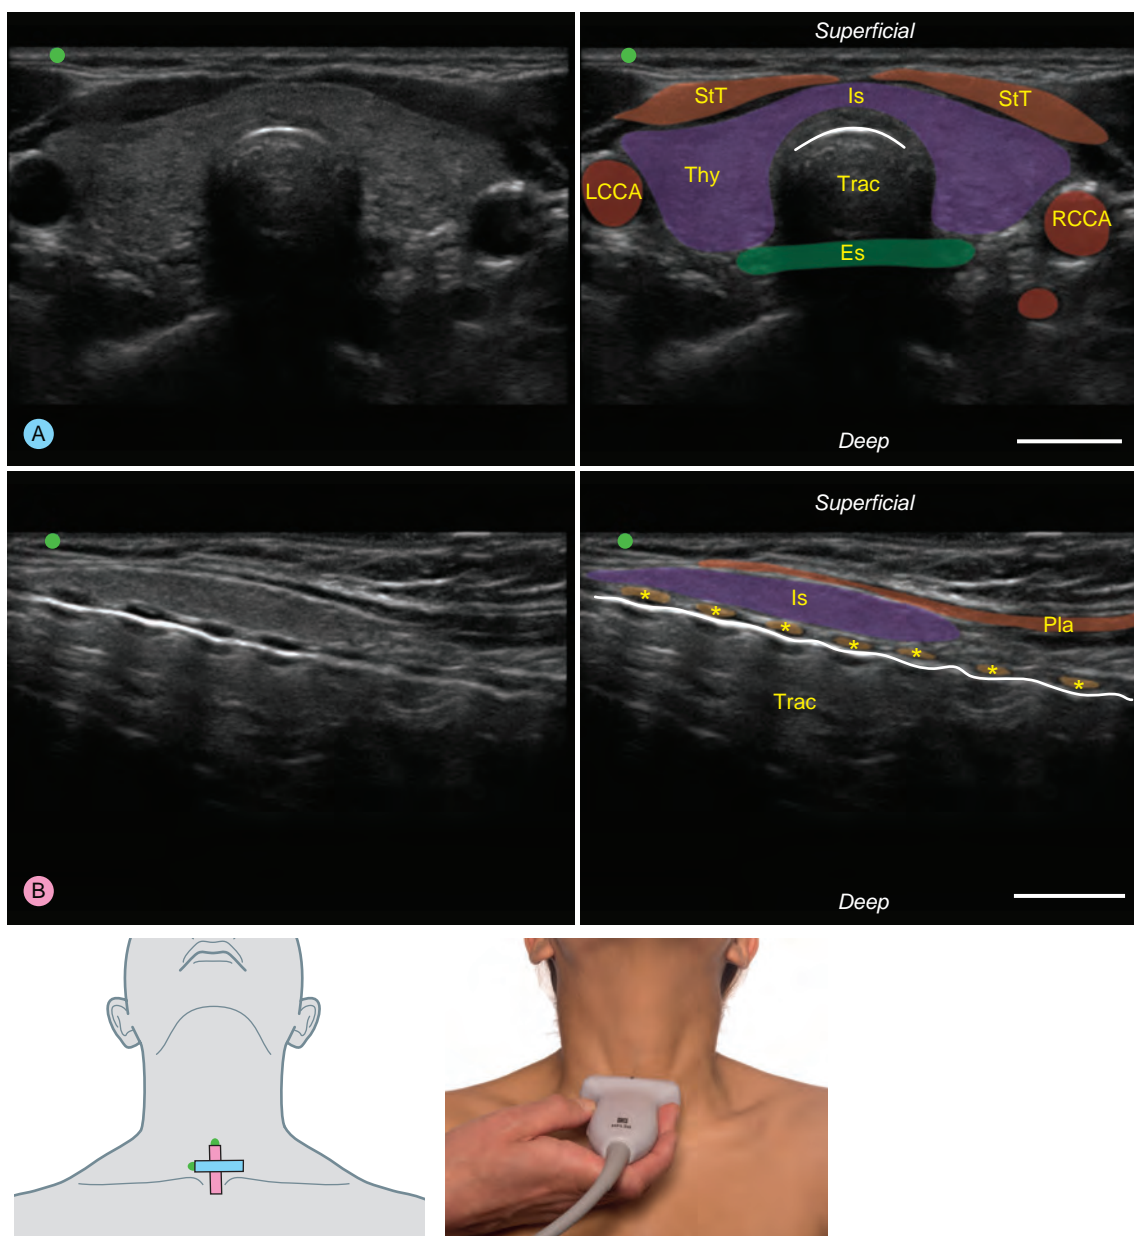 Superficial
StT
Is
StT
Thy
Trac
LCCA
RCCA
Es
A
Deep
Superficial
*
Is
*
*
*
*
Pla
*
*
Trac
B
Deep